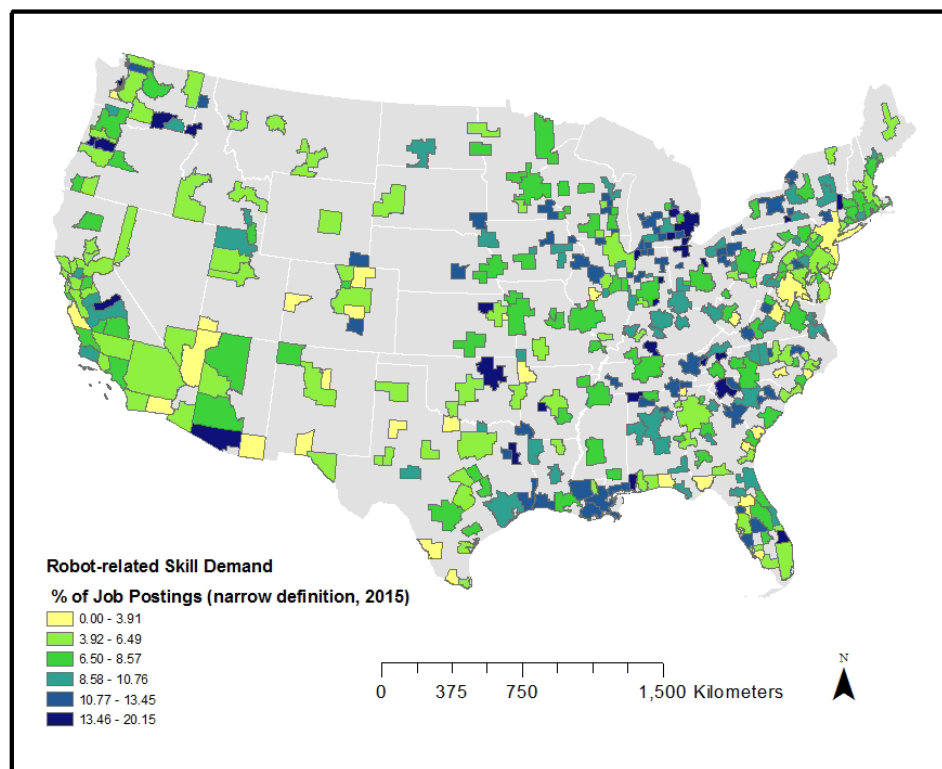 Robot-related Skill Demand
% of Job Postings (narrow definition, 2015)
0.00 - 3.91
3.92 - 6.49
6.50 - 8.57
8.58 - 10.76
10.77 - 13.45
13.46 - 20.15
0 375 750 1,500 Kilometers
N